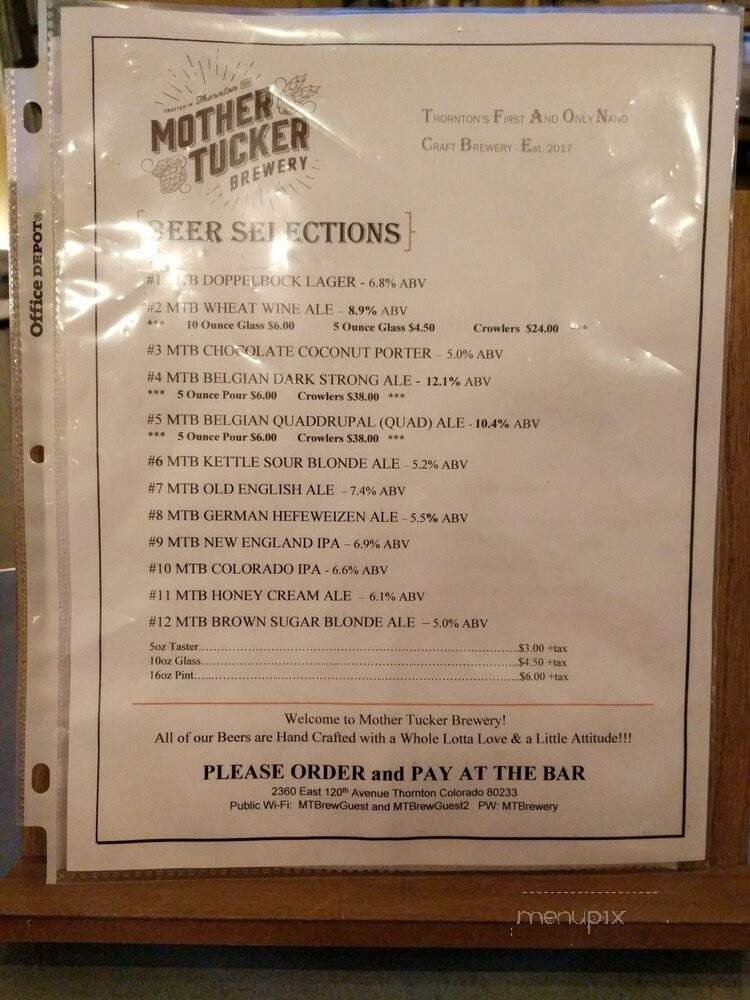 CRAFTED IN Thornton CO
MOTHER
TUCKER
BREWERY
THORNTON'S FIRST AND ONLY NANO
CRAFT BREWERY - EST. 2017
BEER SELECTIONS
#1 MTB DOPPELBOCK LAGER - 6.8% ABV
#2 MTB WHEAT WINE ALE – 8.9% ABV
*** 10 Ounce Glass $6.00 5 Ounce Glass $4.50 Crowlers $24.00 ***
#3 MTB CHOCOLATE COCONUT PORTER – 5.0% ABV
#4 MTB BELGIAN DARK STRONG ALE - 12.1% ABV
*** 5 Ounce Pour $6.00 Crowlers $38.00 ***
#5 MTB BELGIAN QUADDRUPAL (QUAD) ALE - 10.4% ABV
*** 5 Ounce Pour $6.00 Crowlers $38.00 ***
#6 MTB KETTLE SOUR BLONDE ALE – 5.2% ABV
#7 MTB OLD ENGLISH ALE – 7.4% ABV
#8 MTB GERMAN HEFEWEIZEN ALE – 5.5% ABV
#9 MTB NEW ENGLAND IPA – 6.9% ABV
#10 MTB COLORADO IPA - 6.6% ABV
#11 MTB HONEY CREAM ALE – 6.1% ABV
#12 MTB BROWN SUGAR BLONDE ALE – 5.0% ABV
5oz Taster........$3.00 +tax
10oz Glass........$4.50 +tax
16oz Pint........$6.00 +tax
Welcome to Mother Tucker Brewery!
All of our Beers are Hand Crafted with a Whole Lotta Love & a Little Attitude!!!
PLEASE ORDER and PAY AT THE BAR
2360 East 120th Avenue Thornton Colorado 80233
Public Wi-Fi: MTBrewGuest and MTBrewGuest2 PW: MTBrewery
Office DEPOT®
menupix